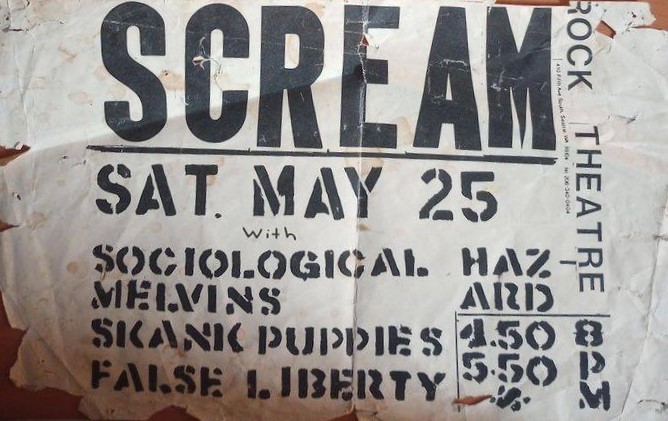 SCREAM
SAT. MAY 25
With
SOCIOLOGICAL HAZ
ARD
MELVINS
SKANK PUPPIES
FALSE LIBERTY
4.50
5.50
$
ROCK THEATRE
8 PM